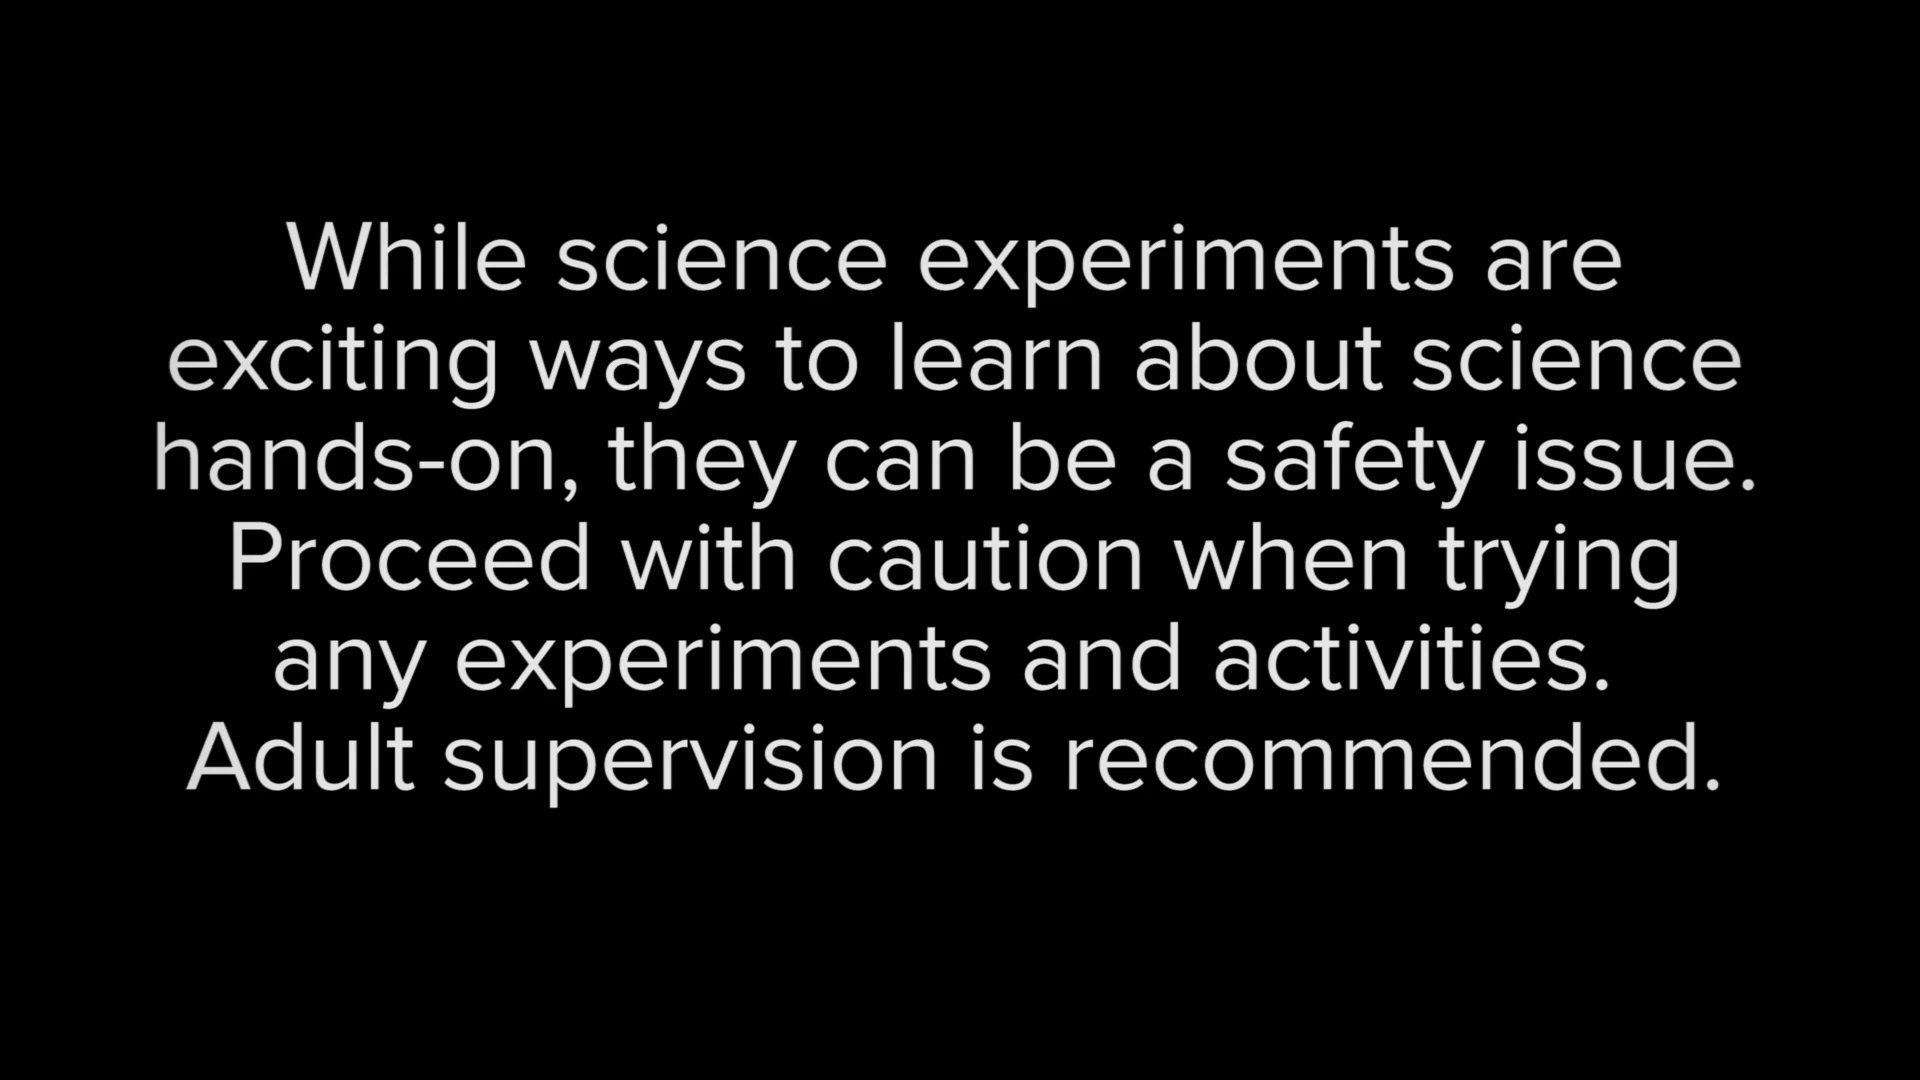 While science experiments are
exciting ways to learn about science
hands-on, they can be a safety issue.
Proceed with caution when trying
any experiments and activities.
Adult supervision is recommended.